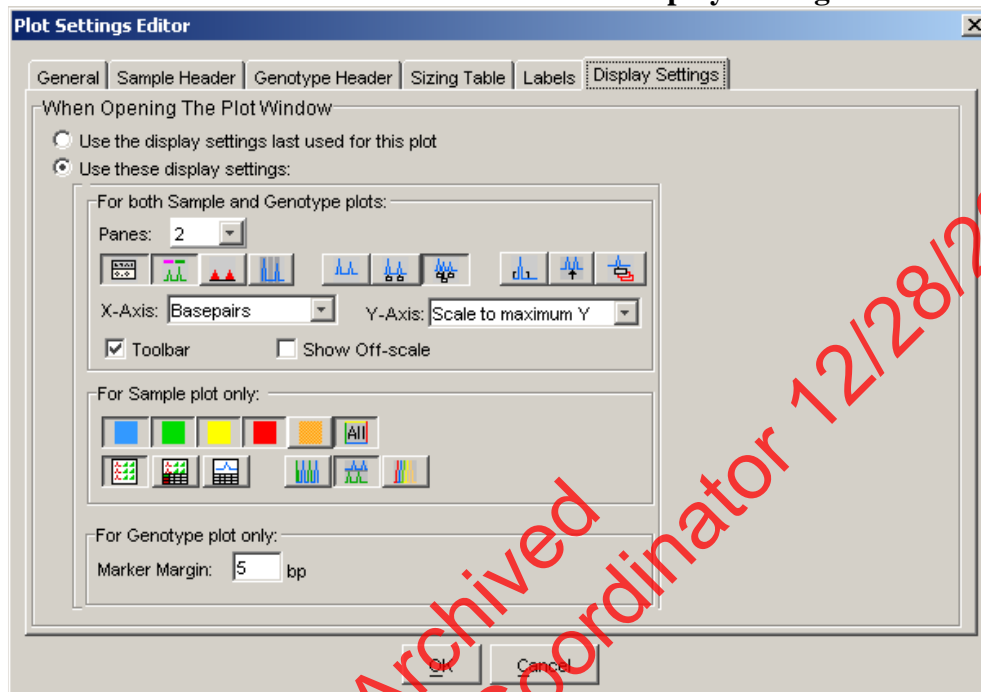 Plot Settings Editor
General Sample Header Genotype Header Sizing Table Labels Display Settings
When Opening The Plot Window
Use the display settings last used for this plot
Use these display settings:
For both Sample and Genotype plots:
Panes: 2
X-Axis: Basepairs Y-Axis: Scale to maximum Y
Toolbar Show Off-scale
For Sample plot only:
All
For Genotype plot only:
Marker Margin: 5 bp
OK Cancel
Archived
12/28/2